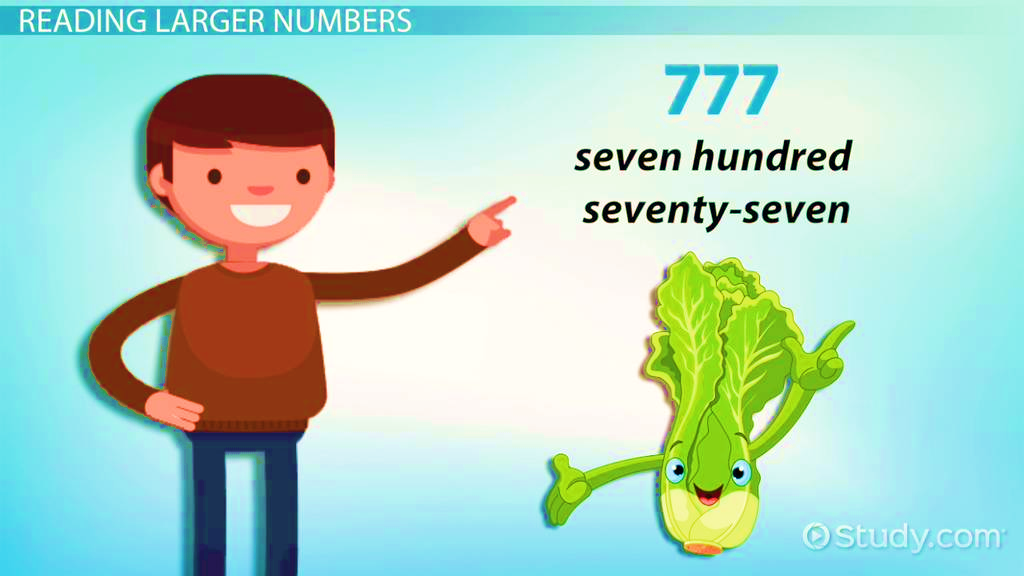 READING LARGER NUMBERS
777
seven hundred
seventy-seven
Study.com